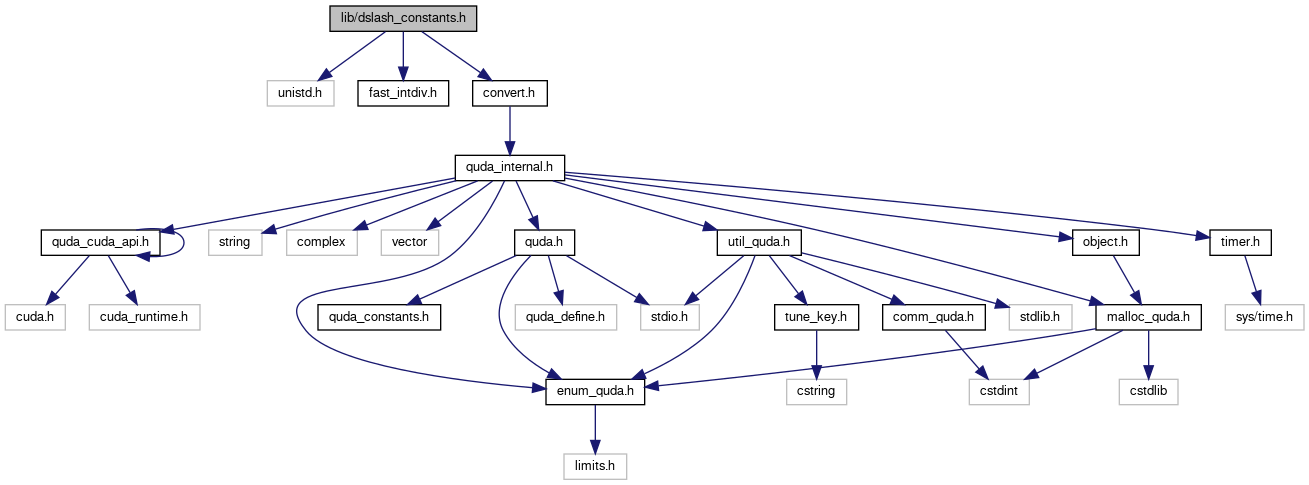 lib/dslash_constants.h
unistd.h
fast_intdiv.h
convert.h
quda_internal.h
quda_cuda_api.h
string
complex
vector
quda.h
util_quda.h
object.h
timer.h
cuda.h
cuda_runtime.h
quda_constants.h
quda_define.h
stdio.h
tune_key.h
comm_quda.h
stdlib.h
malloc_quda.h
sys/time.h
enum_quda.h
cstring
cstdint
cstdlib
limits.h